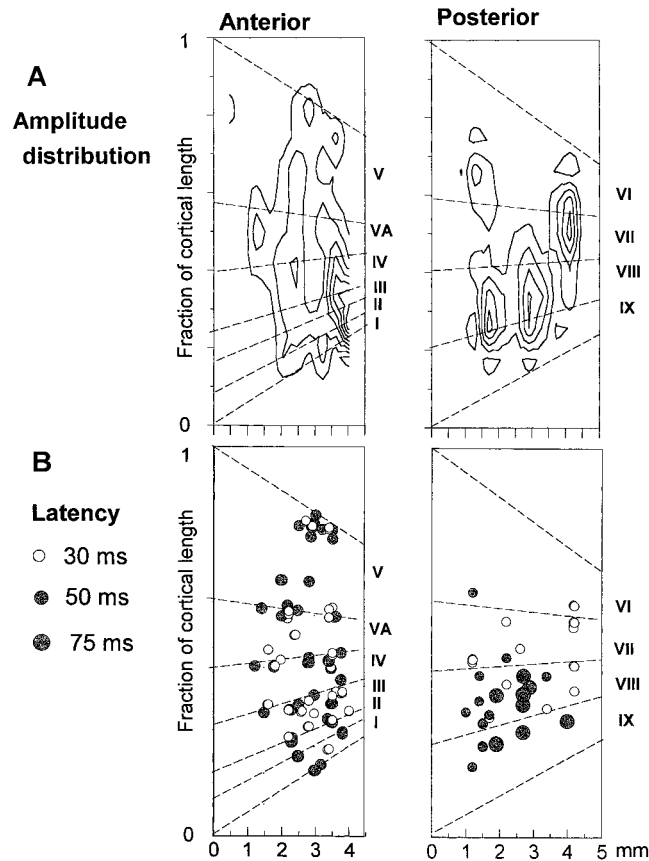 Anterior
Posterior
A
Amplitude
distribution
Fraction of cortical length
1
0
V
VA
IV
III
II
I
VI
VII
VIII
IX
B
Latency
30 ms
50 ms
75 ms
Fraction of cortical length
1
0
V
VA
IV
III
II
I
VI
VII
VIII
IX
0 1 2 3 4
0 1 2 3 4 5 mm